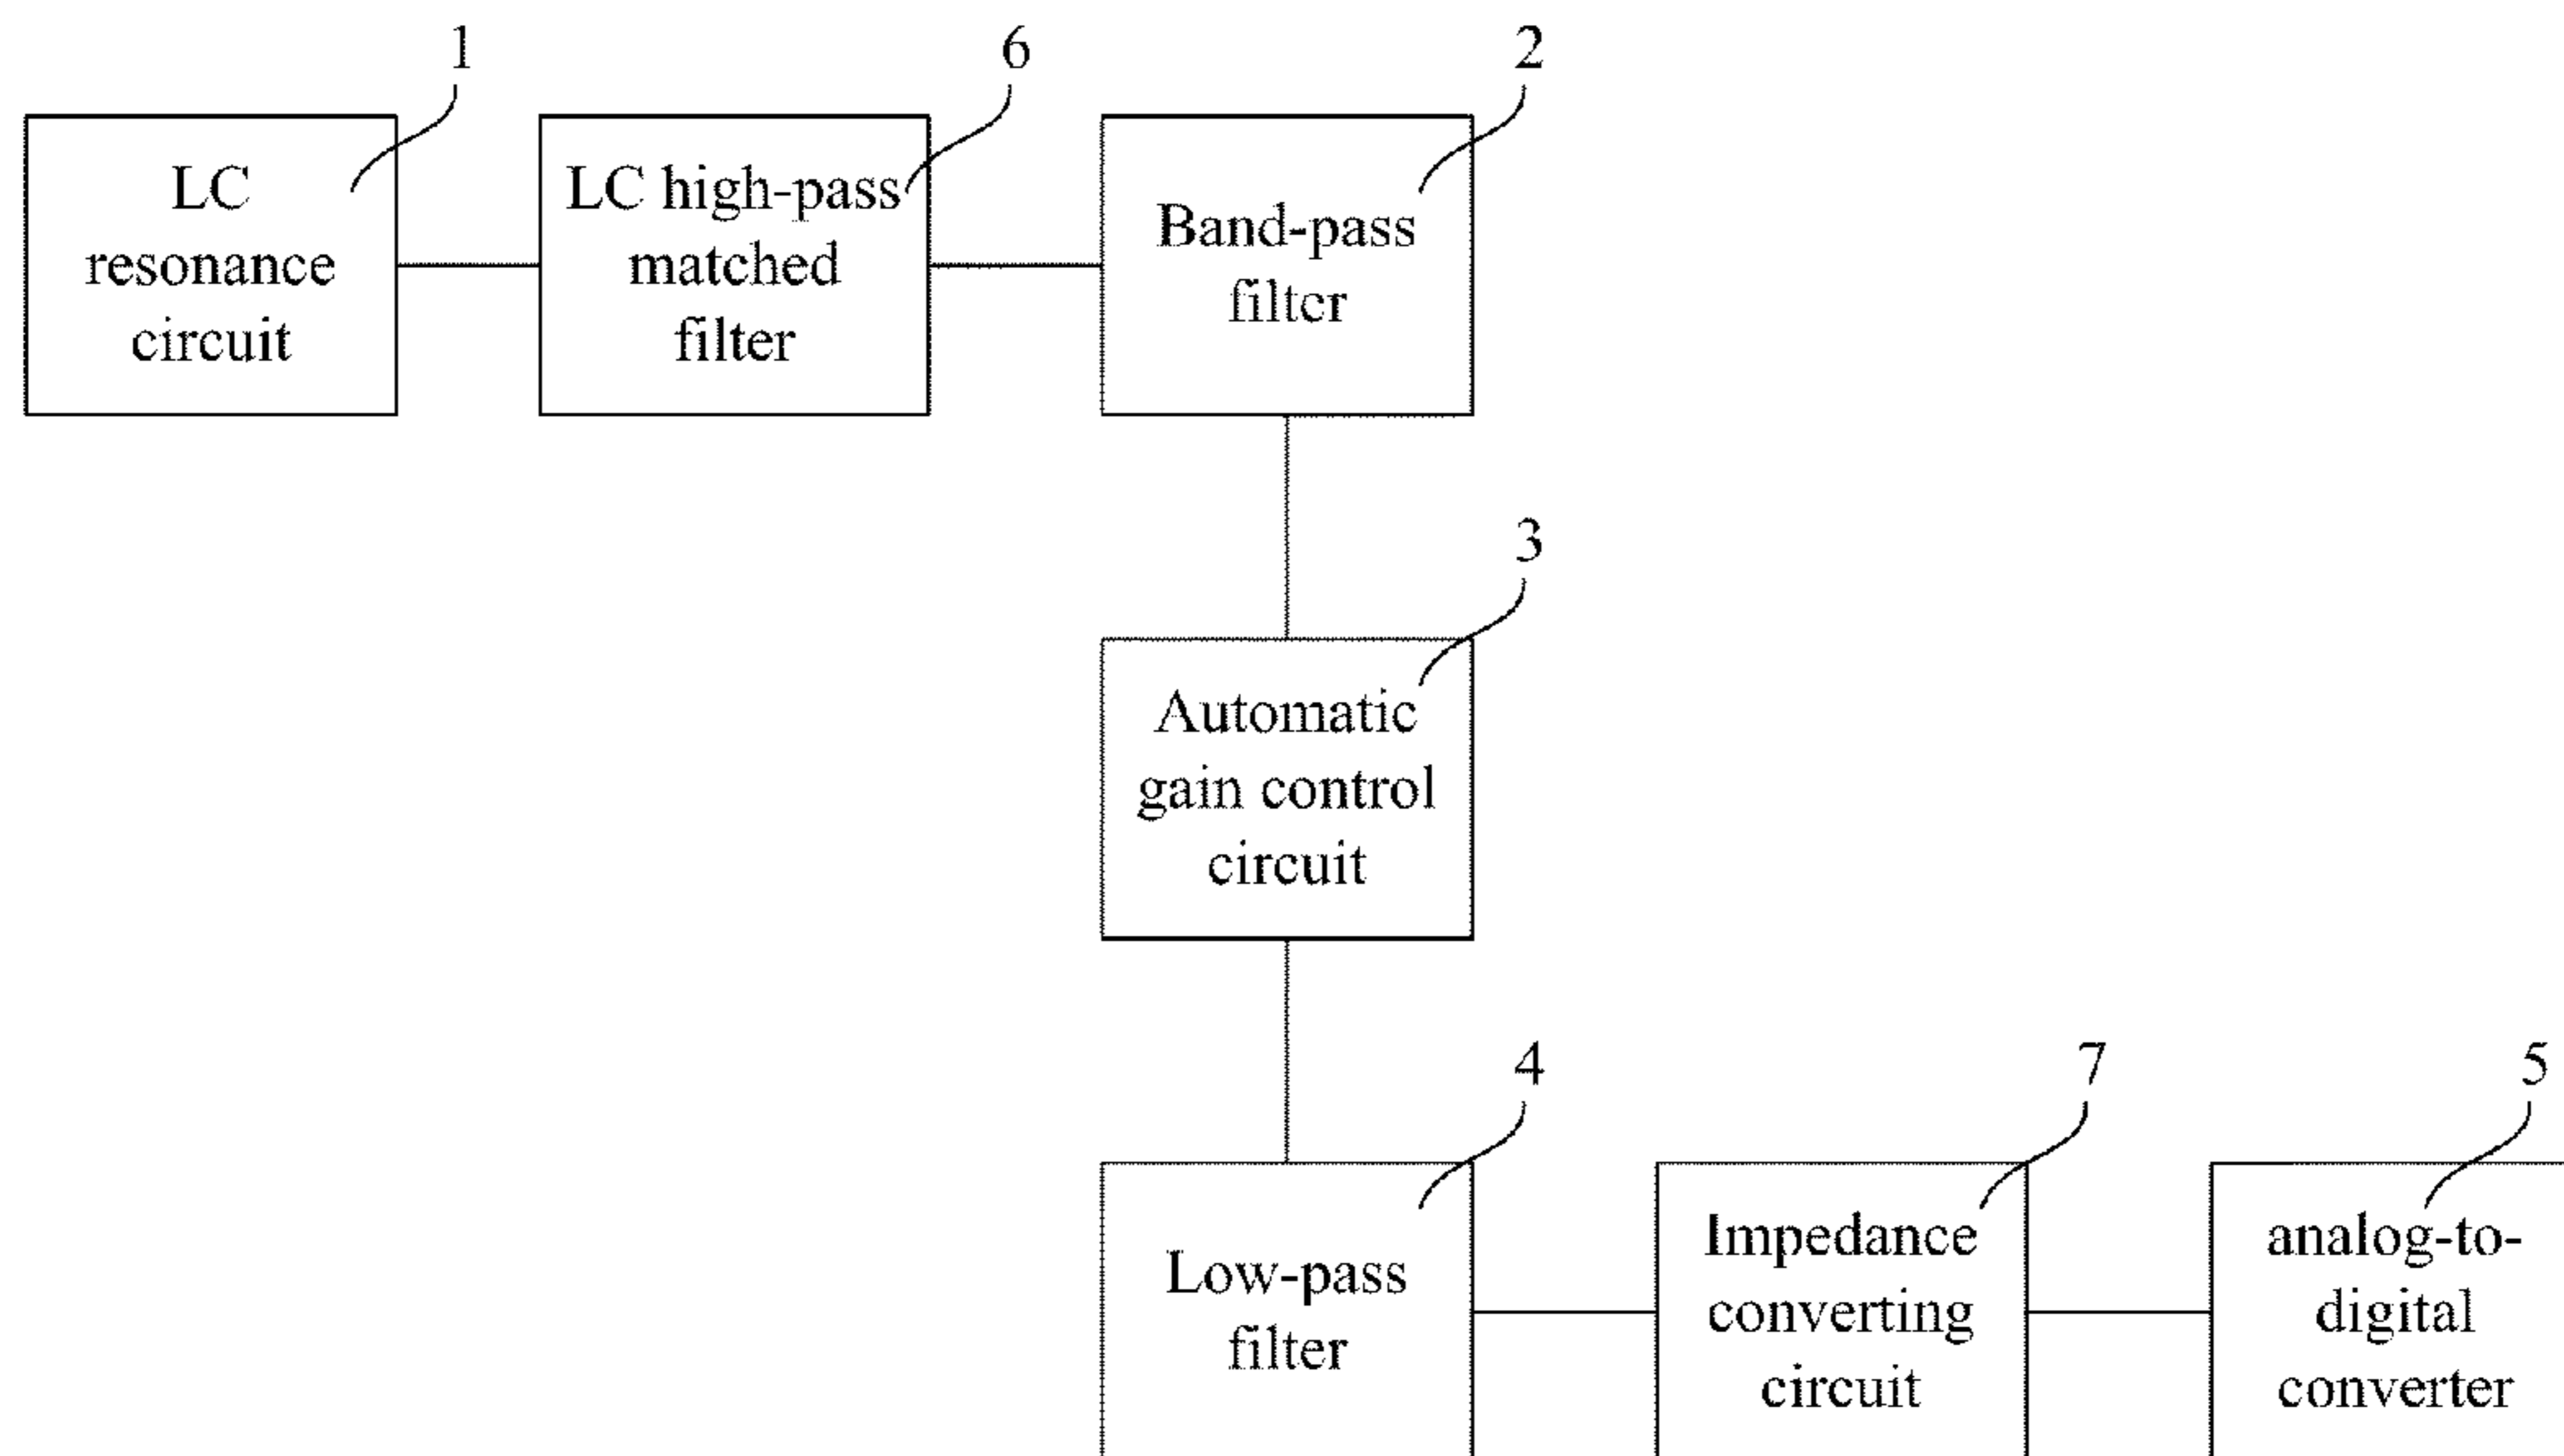 1
6
2
LC
resonance
circuit
LC high-pass
matched
filter
Band-pass
filter
3
Automatic
gain control
circuit
4
7
5
Low-pass
filter
Impedance
converting
circuit
analog-to-
digital
converter